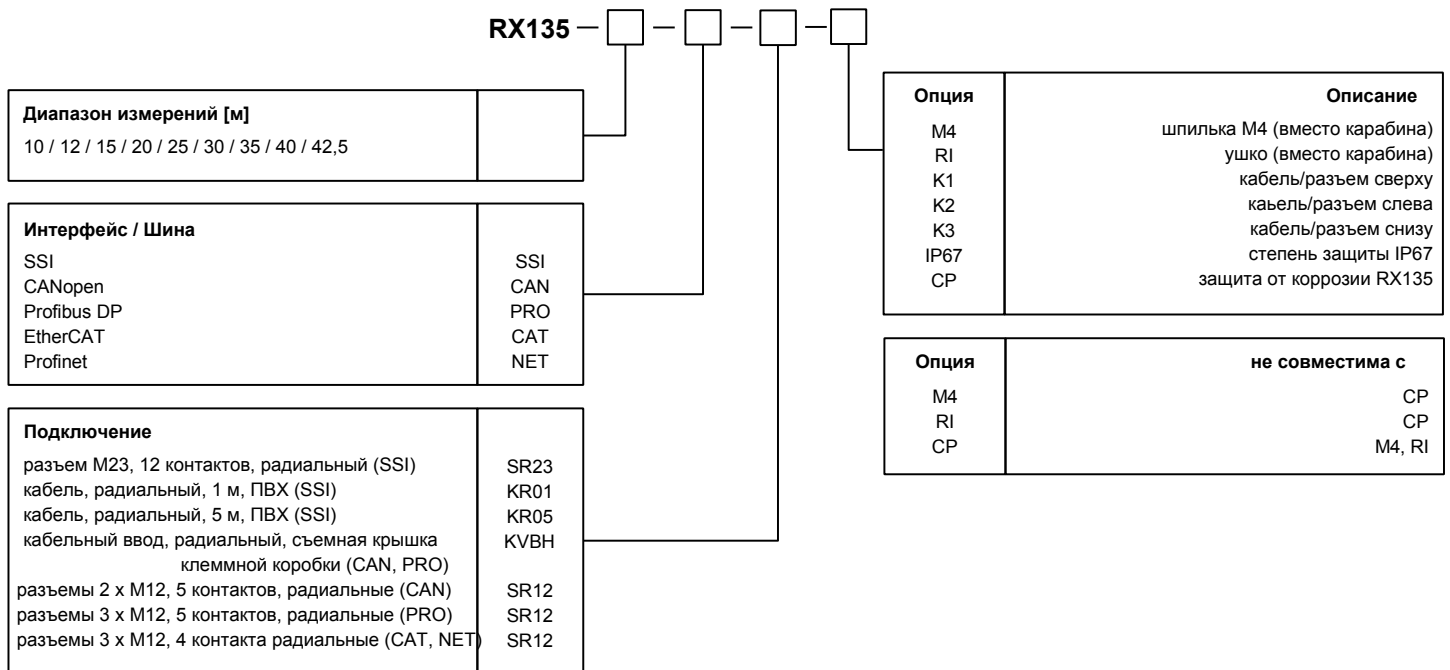 RX135
Диапазон измерений [м]
10 / 12 / 15 / 20 / 25 / 30 / 35 / 40 / 42,5
Интерфейс / Шина
SSI SSI
CANopen CAN
Profibus DP PRO
EtherCAT CAT
Profinet NET
Подключение
разъем M23, 12 контактов, радиальный (SSI) SR23
кабель, радиальный, 1 м, ПВХ (SSI) KR01
кабель, радиальный, 5 м, ПВХ (SSI) KR05
кабельный ввод, радиальный, съемная крышка KVBH
клеммной коробки (CAN, PRO)
разъемы 2 x M12, 5 контактов, радиальные (CAN) SR12
разъемы 3 x M12, 5 контактов, радиальные (PRO) SR12
разъемы 3 x M12, 4 контакта радиальные (CAT, NET) SR12
Опция Описание
M4 шпилька M4 (вместо карабина)
RI ушко (вместо карабина)
K1 кабель/разъем сверху
K2 каьель/разъем слева
K3 кабель/разъем снизу
IP67 степень защиты IP67
CP защита от коррозии RX135
Опция не совместима с
M4 CP
RI CP
CP M4, RI